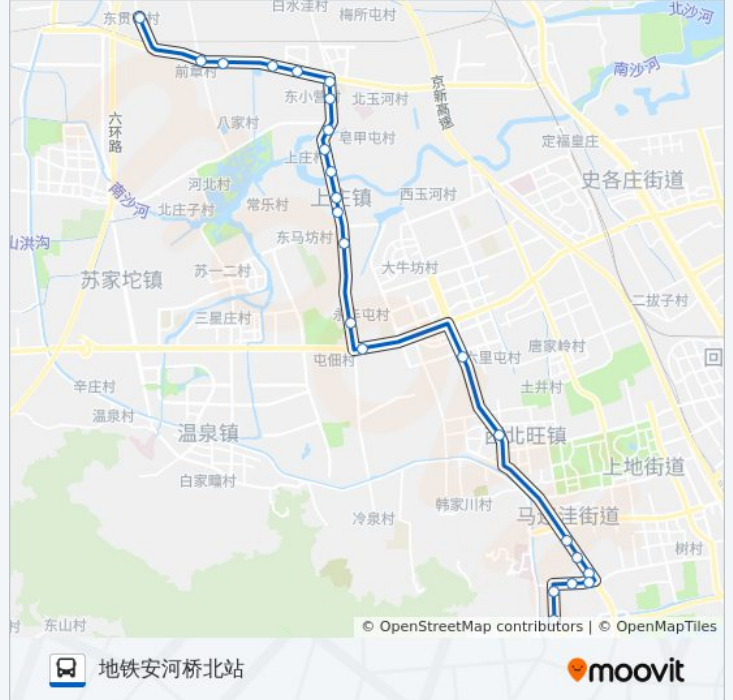 白水洼村
北沙河
东贯村
梅所屯村
南沙河
前章村
东小营村
北玉河村
京新高速
六环路
八家村
皂甲屯村
定福皇庄
上庄村
史各庄街道
河北村
南沙河
上庄镇
西玉河村
常乐村
北庄子村
山洪沟
东马坊村
苏家坨镇
苏一二村
大牛坊村
二拔子村
三星庄村
永丰屯村
屯佃村
六里屯村
唐家岭村
回
辛庄村
土井村
温泉村
温泉镇
西北旺镇
上地街道
白家疃村
韩家川村
冷泉村
马连洼街道
树村
村
东山村
© OpenStreetMap contributors | © OpenMapTiles
地铁安河桥北站
moovit